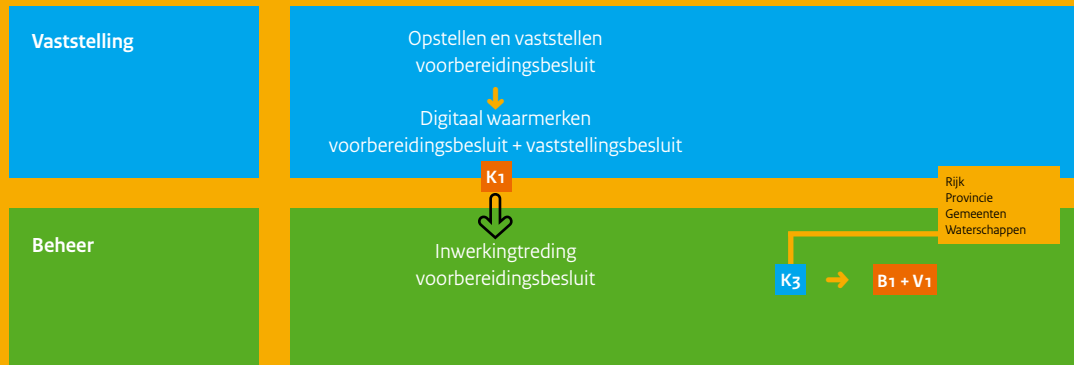 Vaststelling
Opstellen en vaststellen
voorbereidingsbesluit
Digitaal waarmerken
voorbereidingsbesluit + vaststellingsbesluit
K1
Rijk
Provincie
Gemeenten
Waterschappen
Beheer
Inwerkingtreding
voorbereidingsbesluit
K3
B1 + V1